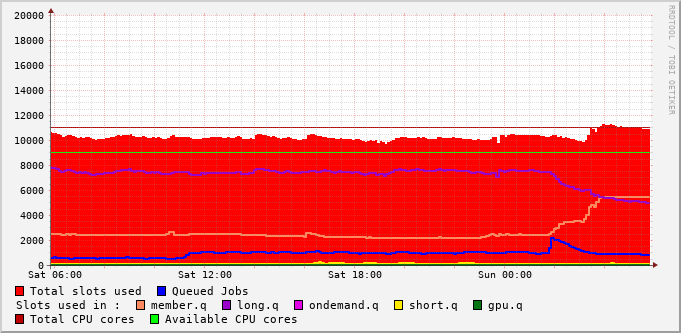 20000
18000
16000
14000
12000
10000
8000
6000
4000
2000
0
Sat 06:00 Sat 12:00 Sat 18:00 Sun 00:00
Total slots used Queued Jobs
Slots used in : member.q long.q ondemand.q short.q gpu.q
Total CPU cores Available CPU cores
RRDTOOL / TOBI OETIKER